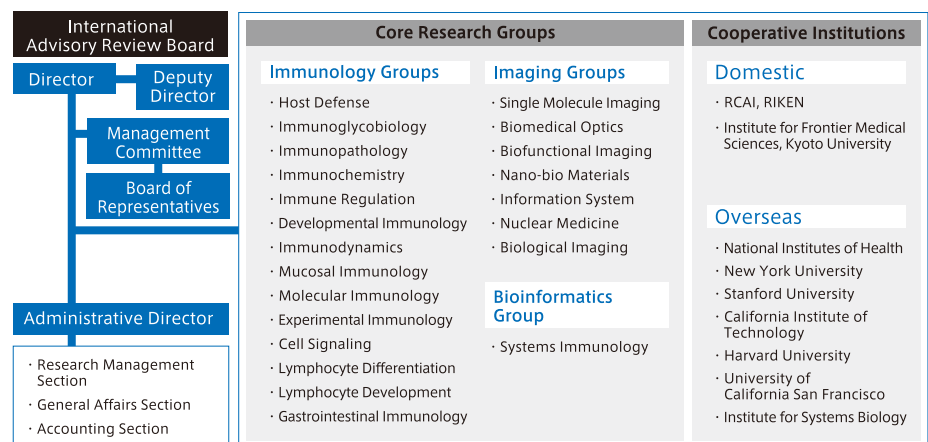 International
Advisory Review Board
Director
Deputy
Director
Management
Committee
Board of
Representatives
Administrative Director
· Research Management
Section
· General Affairs Section
· Accounting Section
Core Research Groups
Immunology Groups
· Host Defense
· Immunoglycobiology
· Immunopathology
· Immunochemistry
· Immune Regulation
· Developmental Immunology
· Immunodynamics
· Mucosal Immunology
· Molecular Immunology
· Experimental Immunology
· Cell Signaling
· Lymphocyte Differentiation
· Lymphocyte Development
· Gastrointestinal Immunology
Imaging Groups
· Single Molecule Imaging
· Biomedical Optics
· Biofunctional Imaging
· Nano-bio Materials
· Information System
· Nuclear Medicine
· Biological Imaging
Bioinformatics
Group
· Systems Immunology
Cooperative Institutions
Domestic
· RCAI, RIKEN
· Institute for Frontier Medical
Sciences, Kyoto University
Overseas
· National Institutes of Health
· New York University
· Stanford University
· California Institute of
Technology
· Harvard University
· University of
California San Francisco
· Institute for Systems Biology